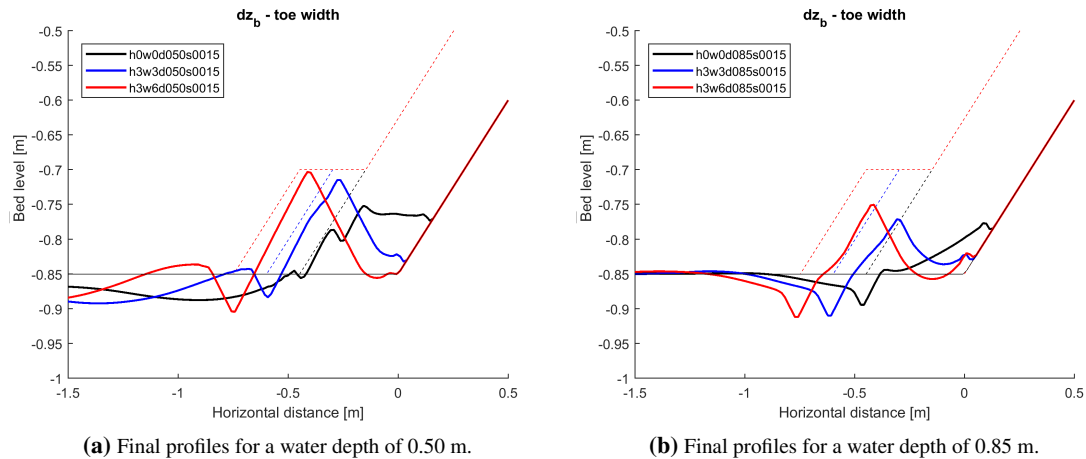 dz_b - toe width
-0.5
-0.55
-0.6
-0.65
-0.7
-0.75
-0.8
-0.85
-0.9
-0.95
-1
Bed level [m]
h0w0d050s0015
h3w3d050s0015
h3w6d050s0015
-1.5 -1 -0.5 0 0.5
Horizontal distance [m]
(a) Final profiles for a water depth of 0.50 m.
dz_b - toe width
-0.5
-0.55
-0.6
-0.65
-0.7
-0.75
-0.8
-0.85
-0.9
-0.95
-1
Bed level [m]
h0w0d085s0015
h3w3d085s0015
h3w6d085s0015
-1.5 -1 -0.5 0 0.5
Horizontal distance [m]
(b) Final profiles for a water depth of 0.85 m.